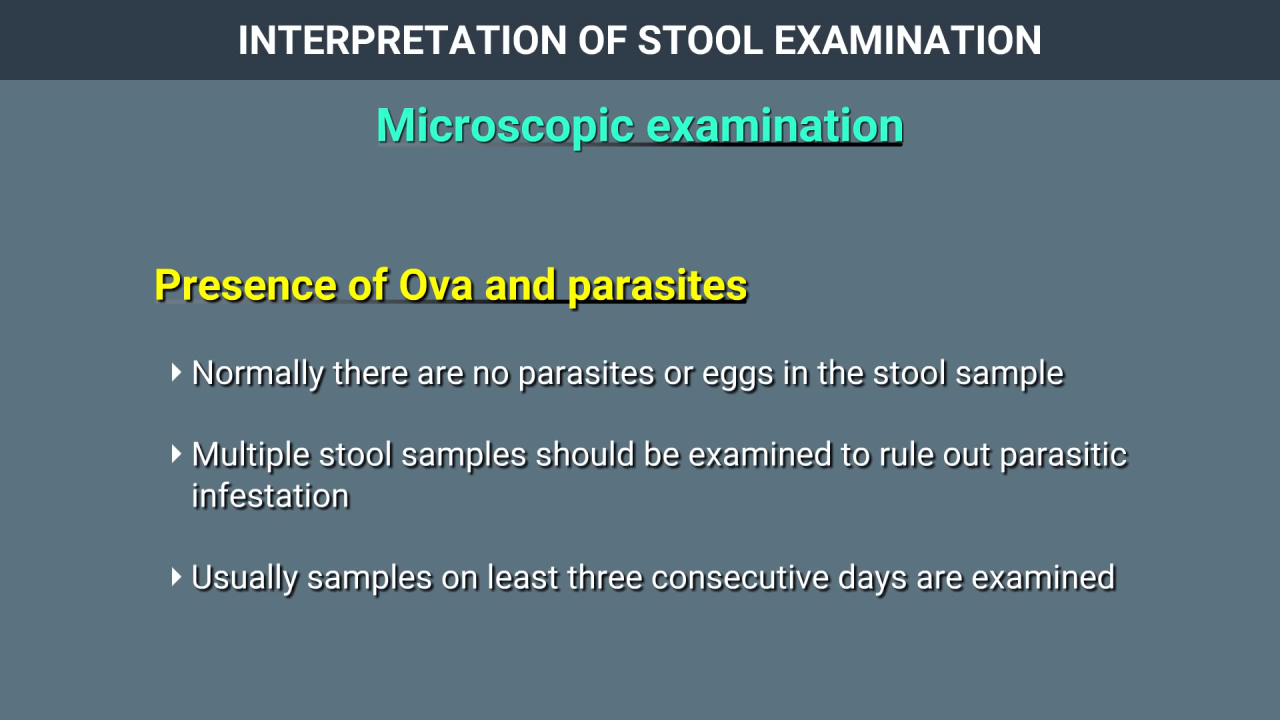 INTERPRETATION OF STOOL EXAMINATION
Microscopic examination
Presence of Ova and parasites
Normally there are no parasites or eggs in the stool sample
Multiple stool samples should be examined to rule out parasitic
infestation
Usually samples on least three consecutive days are examined